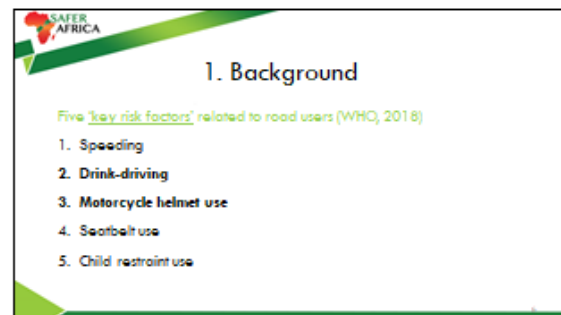 SAFER
AFRICA
1. Background
Five 'key risk factors' related to road users (WHO, 2018)
1. Speeding
2. Drink-driving
3. Motorcycle helmet use
4. Seatbelt use
5. Child restraint use